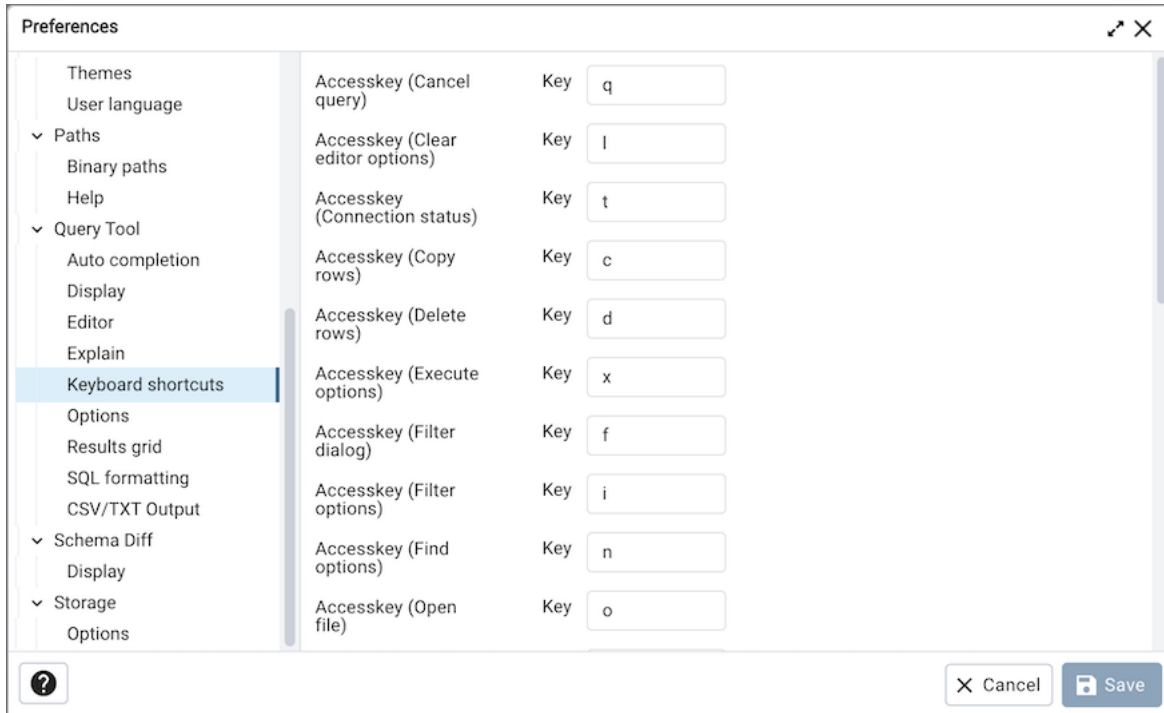 Preferences
Themes
User language
Paths
Binary paths
Help
Query Tool
Auto completion
Display
Editor
Explain
Keyboard shortcuts
Options
Results grid
SQL formatting
CSV/TXT Output
Schema Diff
Display
Storage
Options
Accesskey (Cancel
query)
Key
q
Accesskey (Clear
editor options)
Key
l
Accesskey
(Connection status)
Key
t
Accesskey (Copy
rows)
Key
c
Accesskey (Delete
rows)
Key
d
Accesskey (Execute
options)
Key
x
Accesskey (Filter
dialog)
Key
f
Accesskey (Filter
options)
Key
i
Accesskey (Find
options)
Key
n
Accesskey (Open
file)
Key
o
?
Cancel
Save